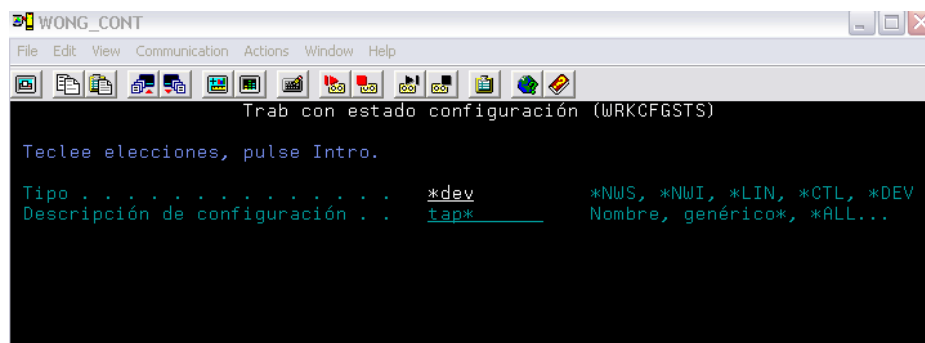 WONG_CONT
File Edit View Communication Actions Window Help
Trab con estado configuración (WRKCFGSTS)
Teclee elecciones, pulse Intro.
Tipo . . . . . . . . . . . . . . *dev *NWS, *NWI, *LIN, *CTL, *DEV
Descripción de configuración . . tap* Nombre, genérico*, *ALL...